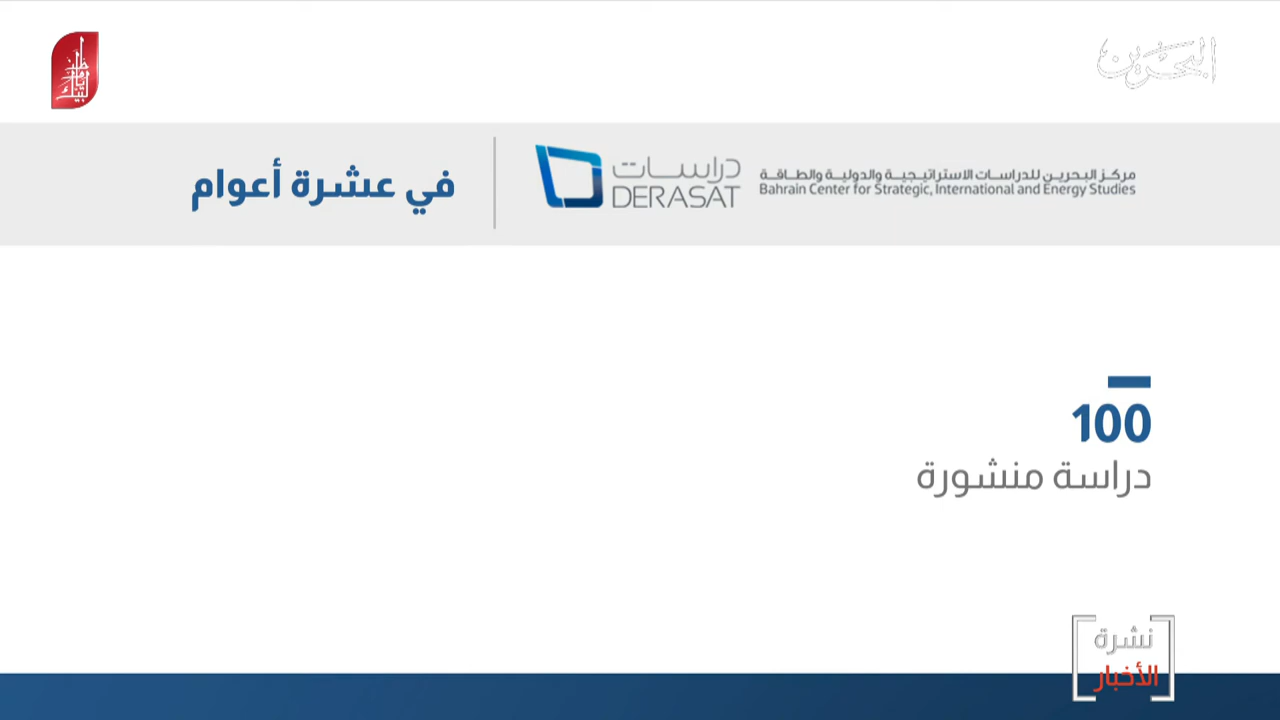 البحرين
مركز البحرين للدراسات الاستراتيجية والدولية والطاقة
Bahrain Center for Strategic, International and Energy Studies
دراسات
DERASAT
في عشرة أعوام
100
دراسة منشورة
نشرة
الأخبار